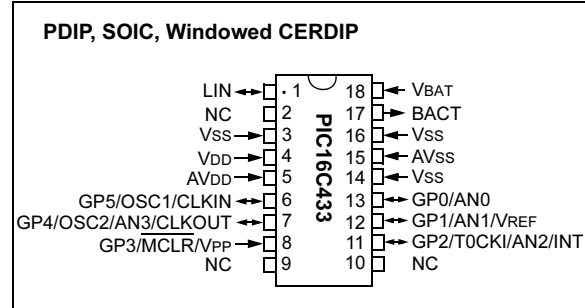 PDIP, SOIC, Windowed CERDIP
LIN 1 18 VBAT
NC 2 17 BACT
VSS 3 16 VSS
VDD 4 15 AVSS
AVDD 5 14 VSS
GP5/OSC1/CLKIN 6 13 GP0/AN0
GP4/OSC2/AN3/CLKOUT 7 12 GP1/AN1/VREF
GP3/MCLR/VPP 8 11 GP2/T0CKI/AN2/INT
NC 9 10 NC
PIC16C433